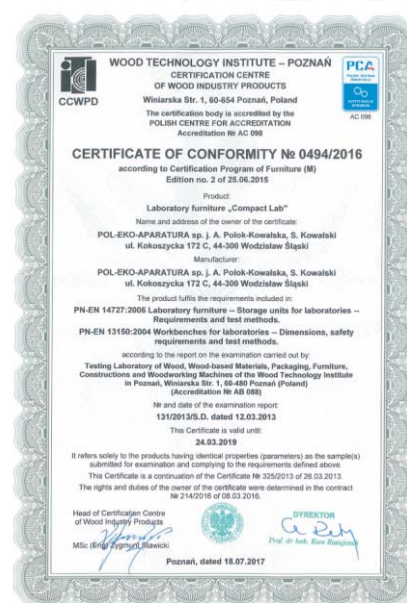 WOOD TECHNOLOGY INSTITUTE – POZNAŃ
CERTIFICATION CENTRE
OF WOOD INDUSTRY PRODUCTS
CCWPD
Winiarska Str. 1, 60-654 Poznań, Poland
The certification body is accredited by the
POLISH CENTRE FOR ACCREDITATION
Accreditation № AC 098
PCA
AC 098
CERTIFICATE OF CONFORMITY № 0494/2016
according to Certification Program of Furniture (M)
Edition no. 2 of 25.06.2015
Product:
Laboratory furniture „Compact Lab"
Name and address of the owner of the certificate:
POL-EKO-APARATURA sp. j. A. Polok-Kowalska, S. Kowalski
ul. Kokoszycka 172 C, 44-300 Wodzisław Śląski
Manufacturer:
POL-EKO-APARATURA sp. j. A. Polok-Kowalska, S. Kowalski
ul. Kokoszycka 172 C, 44-300 Wodzisław Śląski
The product fulfils the requirements included in:
PN-EN 14727:2006 Laboratory furniture – Storage units for laboratories –
Requirements and test methods.
PN-EN 13150:2004 Workbenches for laboratories – Dimensions, safety
requirements and test methods.
according to the report on the examination carried out by:
Testing Laboratory of Wood, Wood-based Materials, Packaging, Furniture,
Constructions and Woodworking Machines of the Wood Technology Institute
in Poznań, Winiarska Str. 1, 60-480 Poznań (Poland)
(Accreditation № AB 088)
№ and date of the examination report:
131/2013/S.D. dated 12.03.2013
This Certificate is valid until:
24.03.2019
It refers solely to the products having identical properties (parameters) as the sample(s)
submitted for examination and complying to the requirements defined above.
This Certificate is a continuation of the Certificate № 325/2013 of 26.03.2013.
The rights and duties of the owner of the certificate were determined in the contract
№ 214/2016 of 08.03.2016.
Head of Certification Centre
of Wood Industry Products
MSc (Eng) Zygmunt Sławicki
DYREKTOR
Prof. dr hab. Ewa Ratajczak
Poznań, dated 18.07.2017